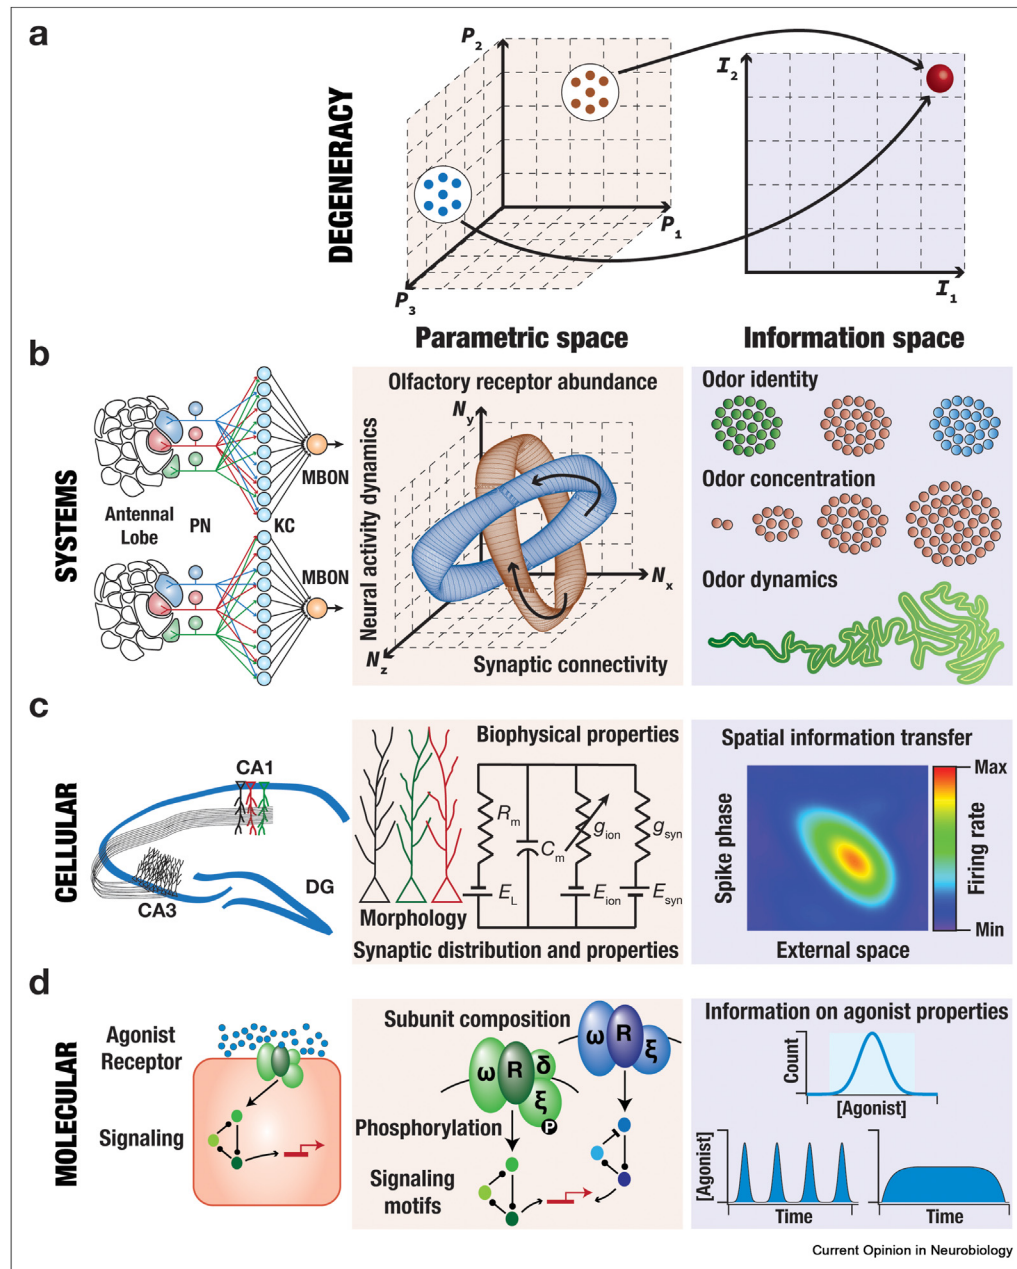 a
DEGENERACY
P2
P1
P3
I2
I1
Parametric space
Information space
b
SYSTEMS
Antennal
Lobe
PN
KC
MBON
MBON
Olfactory receptor abundance
Neural activity dynamics
Ny
Nx
Nz
Synaptic connectivity
Odor identity
Odor concentration
Odor dynamics
c
CELLULAR
CA1
CA3
DG
Biophysical properties
Rm
Cm
gion
gsyn
EL
Eion
Esyn
Morphology
Synaptic distribution and properties
Spatial information transfer
Spike phase
External space
Max
Firing rate
Min
d
MOLECULAR
Agonist
Receptor
Signaling
Subunit composition
ω R δ
ξ
P
ω R ξ
Phosphorylation
Signaling
motifs
Information on agonist properties
Count
[Agonist]
[Agonist]
Time
Time
Current Opinion in Neurobiology